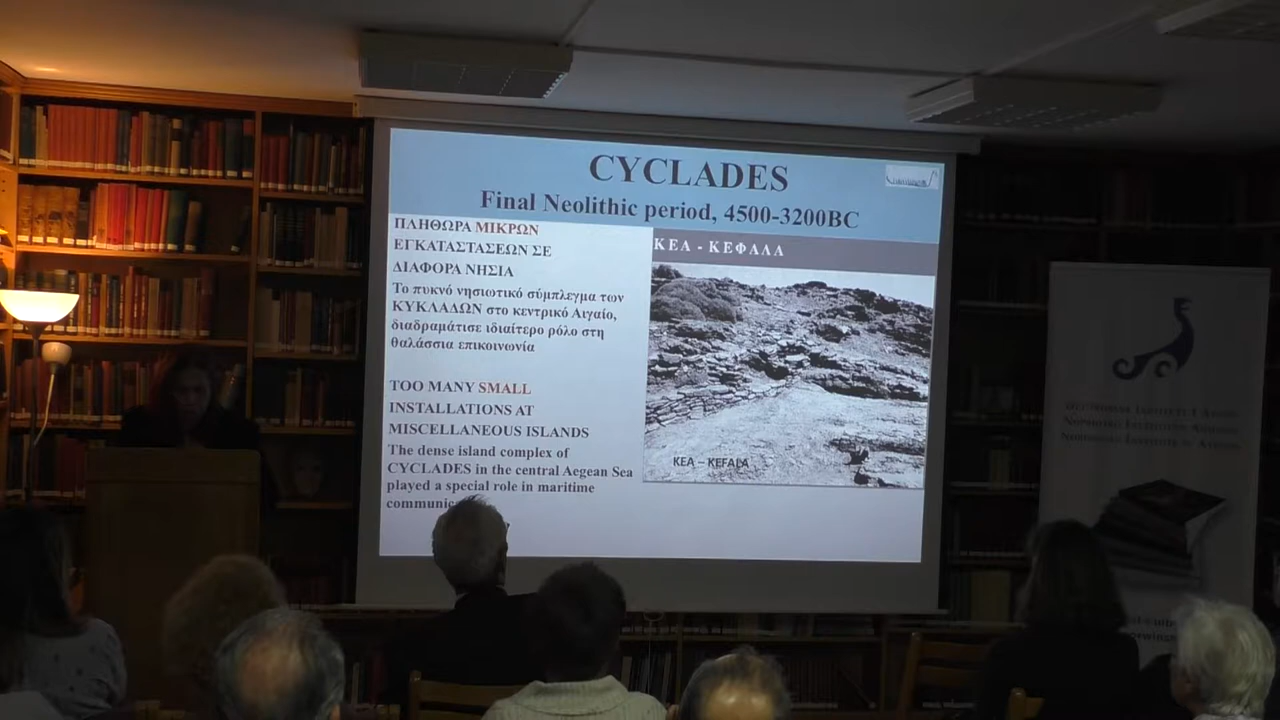 CYCLADES
Final Neolithic period, 4500-3200BC
ΠΛΗΘΩΡΑ ΜΙΚΡΩΝ
ΕΓΚΑΤΑΣΤΑΣΕΩΝ ΣΕ
ΔΙΑΦΟΡΑ ΝΗΣΙΑ
Το πυκνό νησιωτικό σύμπλεγμα των
ΚΥΚΛΑΔΩΝ στο κεντρικό Αιγαίο,
διαδραμάτισε ιδιαίτερο ρόλο στη
θαλάσσια επικοινωνία
TOO MANY SMALL
INSTALLATIONS AT
MISCELLANEOUS ISLANDS
The dense island complex of
CYCLADES in the central Aegean Sea
played a special role in maritime
ΚΕΑ - ΚΕΦΑΛΑ
KEA – KEFALA